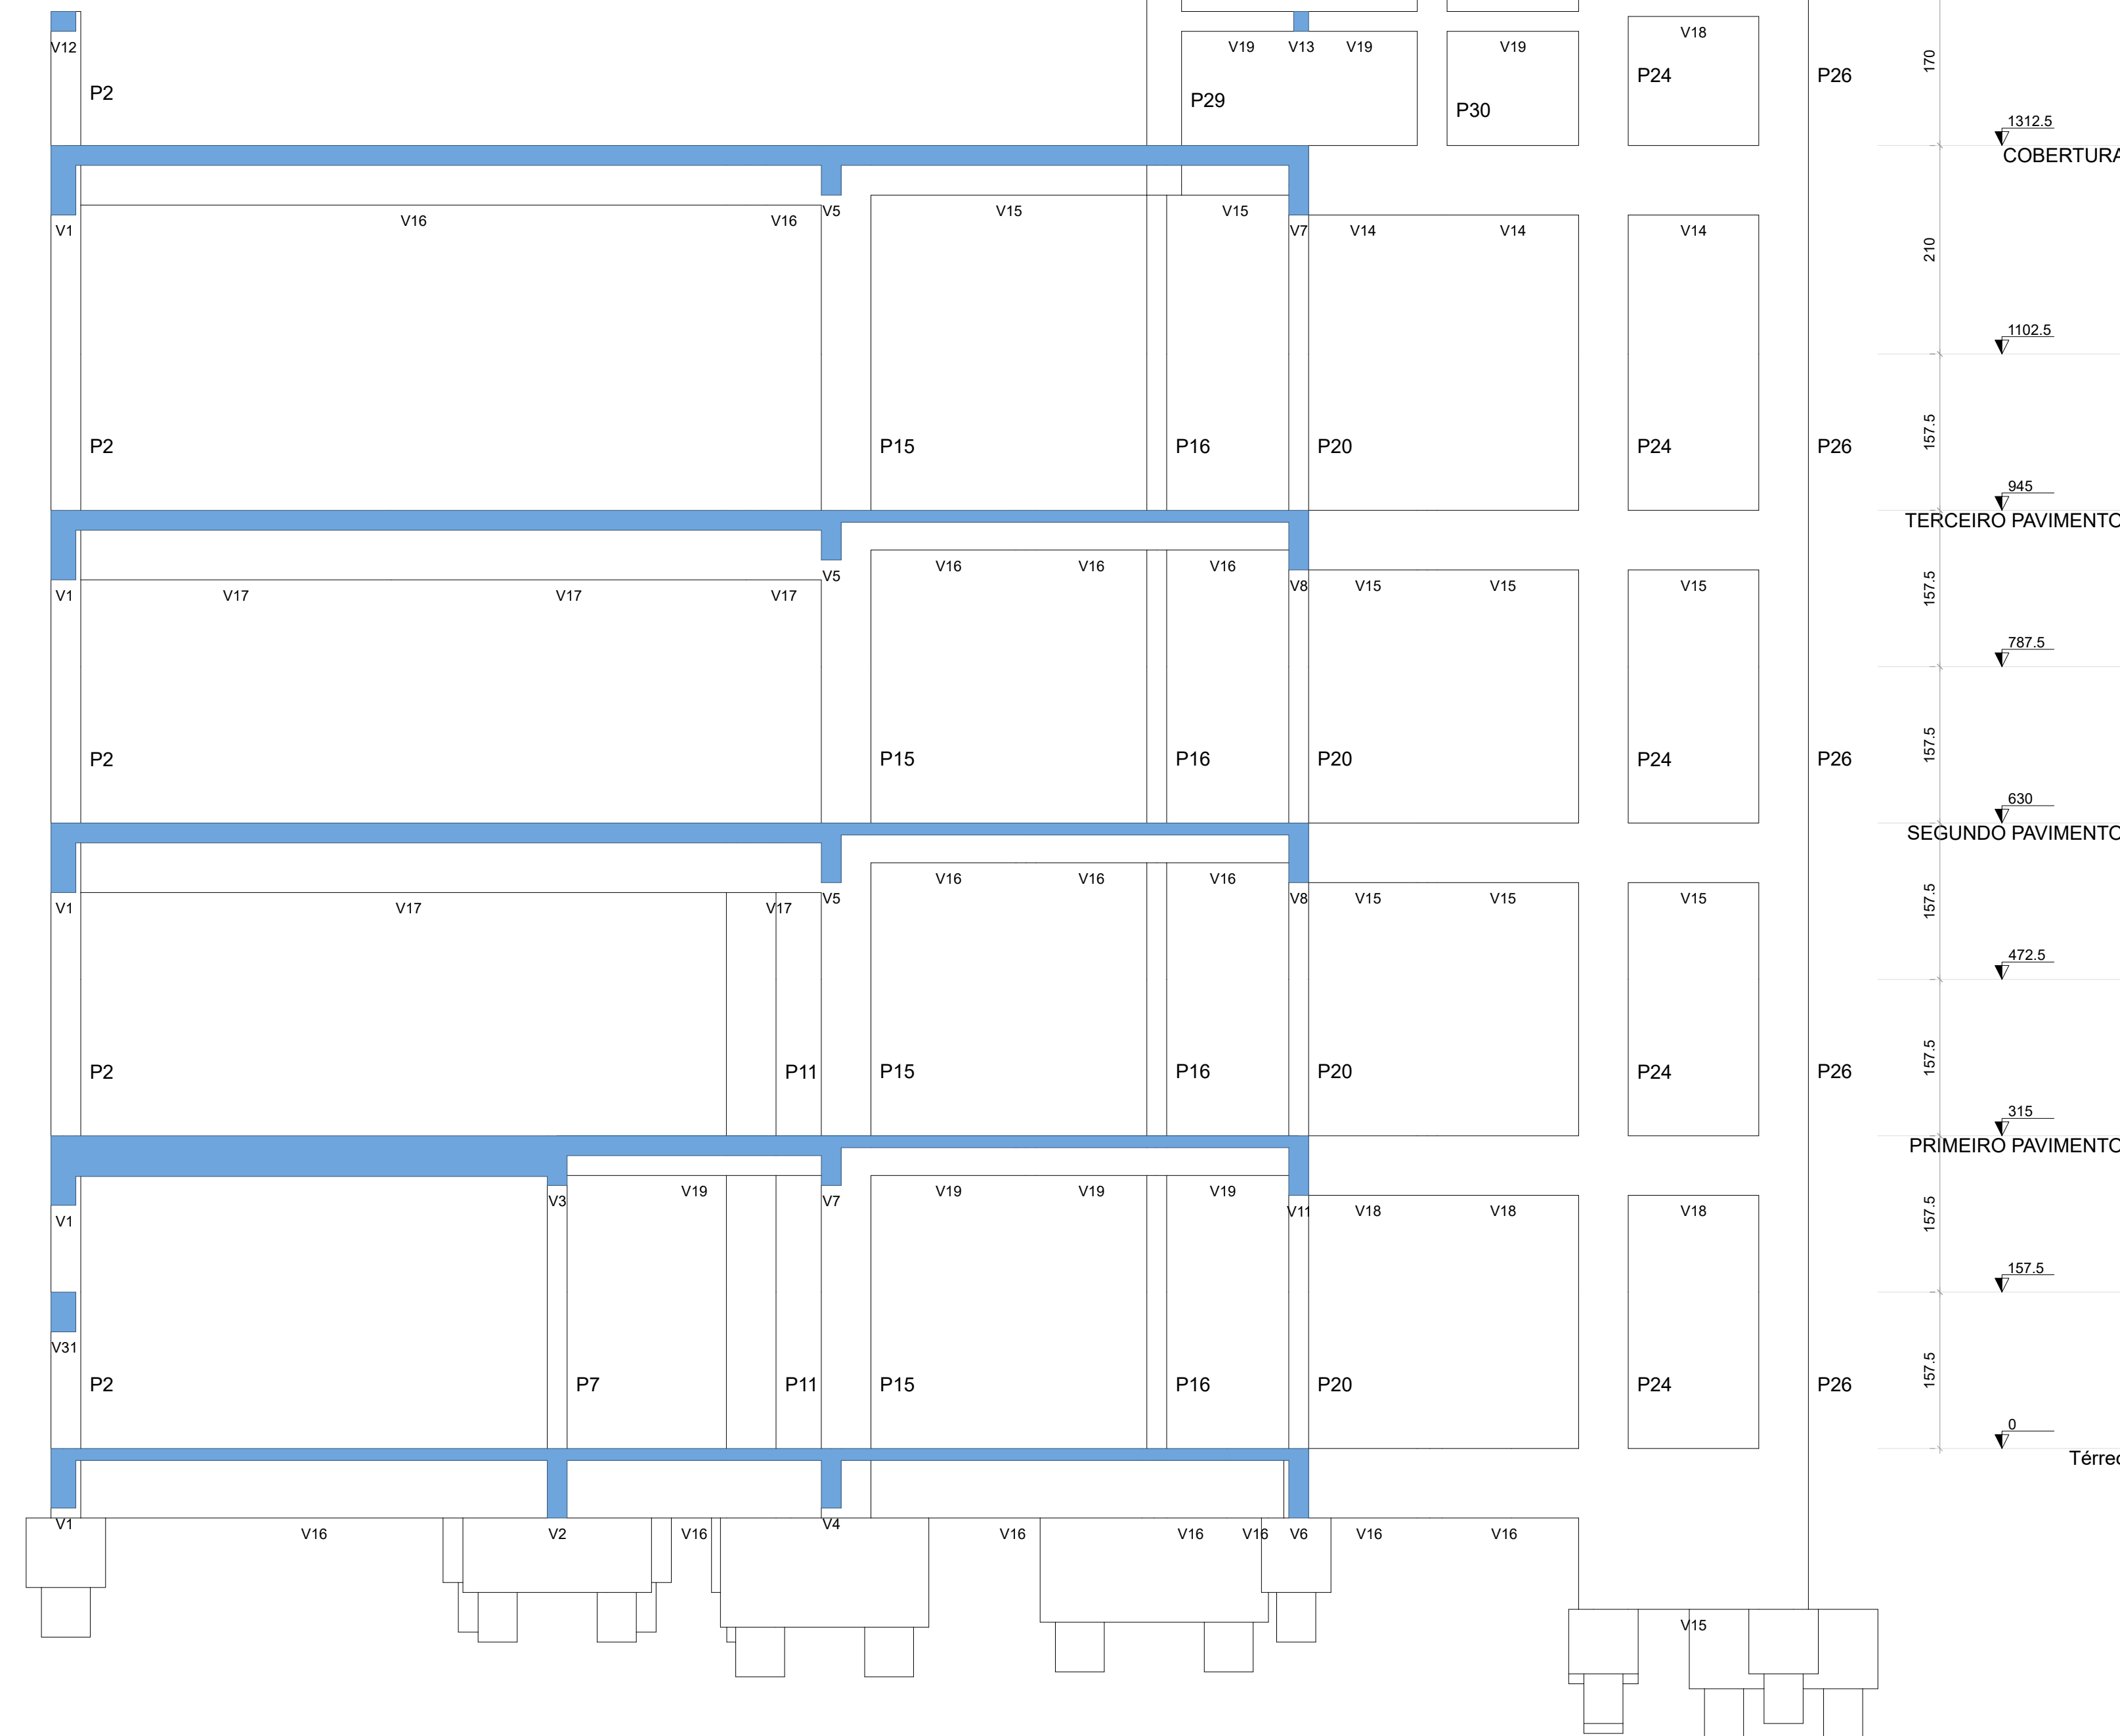 V18
V12 V19 V13 V19 V19
170
P24 P26
P2 P29 P30
1312.5
COBERTURA
V5 V15 V15
V16 V16
V1 V7 V14 V14 V14
210
1102.5
157.5
P2 P15 P16 P20 P24 P26
945
TERCEIRO PAVIMENTO
V16 V16 V16
V5
V1 V17 V17 V17 V8 V15 V15 V15
157.5
787.5
157.5
P2 P15 P16 P20 P24 P26
630
SEGUNDO PAVIMENTO
V16 V16 V16
V5
V1 V17 V17 V8 V15 V15 V15
157.5
472.5
157.5
P2 P11 P15 P16 P20 P24 P26
315
PRIMEIRO PAVIMENTO
V19 V19 V19 V19
V3 V7
V1 V11 V18 V18 V18
157.5
157.5
V31
157.5
P2 P7 P11 P15 P16 P20 P24 P26
0
Térreo
V1 V4
V16 V2 V16 V16 V16 V16 V6 V16 V16
V15